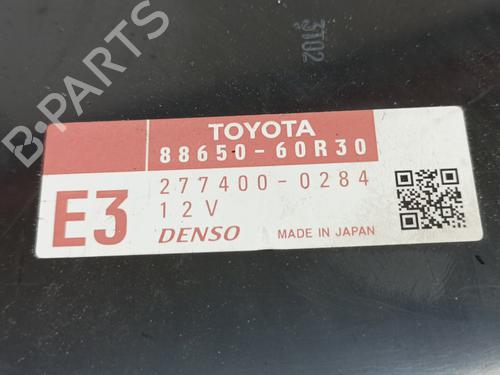 3102
TOYOTA
88650-60R30
277400-0284
E3
12V
DENSO
MADE IN JAPAN
B-PARTS